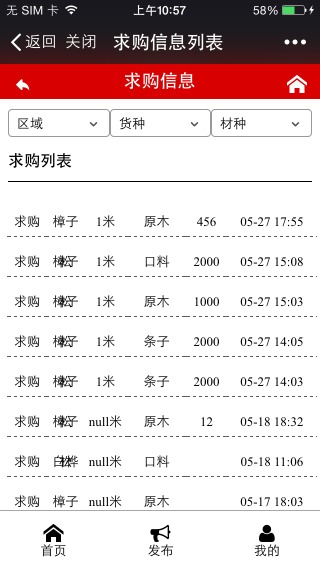 无 SIM 卡 上午10:57 58%
返回 关闭 求购信息列表
求购信息
区域 货种 材种
求购列表
求购 樟子 1米 原木 456 05-27 17:55
求购 樟子松 1米 口料 2000 05-27 15:08
求购 樟子松 1米 原木 1000 05-27 15:03
求购 樟子松 1米 条子 2000 05-27 14:05
求购 樟子松 1米 条子 2000 05-27 14:03
求购 樟子松 null米 原木 12 05-18 18:32
求购 白桦 null米 口料 05-18 11:06
求购 樟子 null米 原木 05-17 18:03
首页 发布 我的